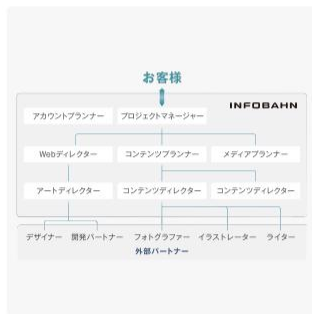 お客様
INFOBAHN
アカウントプランナー
プロジェクトマネージャー
Webディレクター
コンテンツプランナー
メディアプランナー
アートディレクター
コンテンツディレクター
コンテンツディレクター
デザイナー
開発パートナー
フォトグラファー
イラストレーター
ライター
外部パートナー